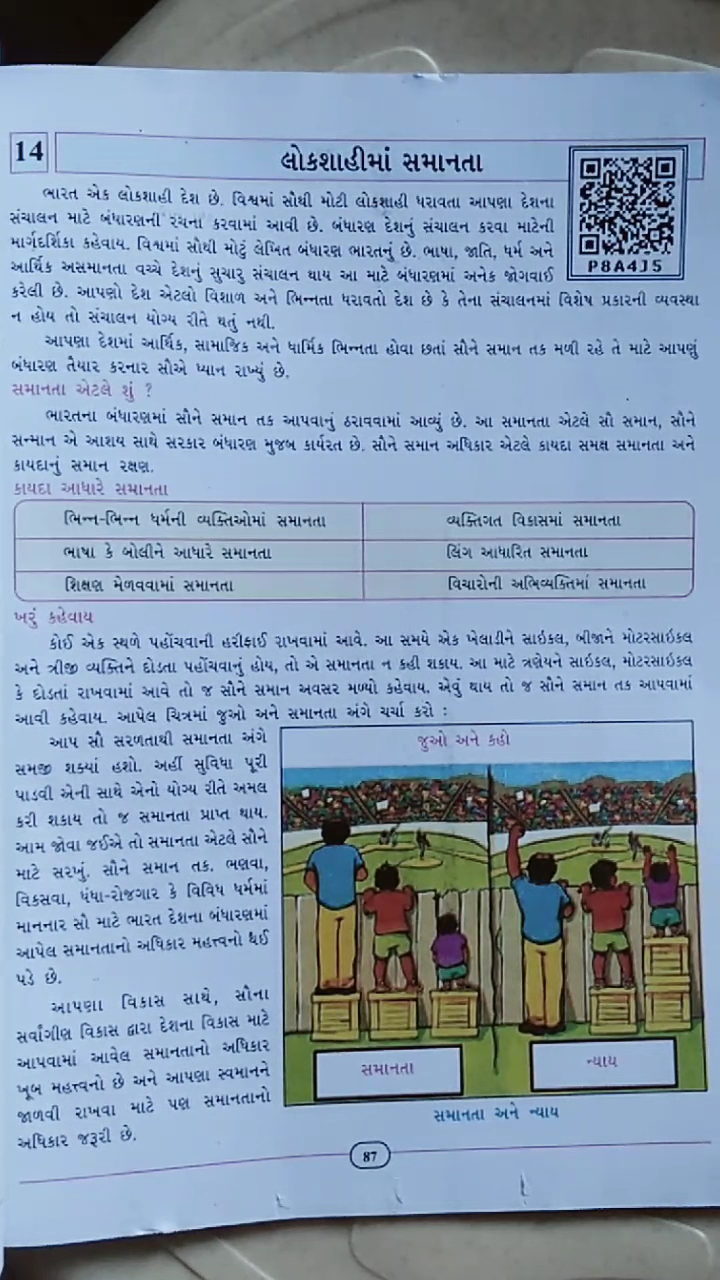 14
લોકશાહીમાં સમાનતા
P8A4J5
ભારત એક લોકશાહી દેશ છે. વિશ્વમાં સૌથી મોટી લોકશાહી ધરાવતા આપણા દેશના
સંચાલન માટે બંધારણની રચના કરવામાં આવી છે. બંધારણ દેશનું સંચાલન કરવા માટેની
માર્ગદર્શિકા કહેવાય. વિશ્વમાં સૌથી મોટું લેખિત બંધારણ ભારતનું છે. ભાષા, જાતિ, ધર્મ અને
આર્થિક અસમાનતા વચ્ચે દેશનું સુચારુ સંચાલન થાય આ માટે બંધારણમાં અનેક જોગવાઈ
કરેલી છે. આપણો દેશ એટલો વિશાળ અને ભિન્નતા ધરાવતો દેશ છે કે તેના સંચાલનમાં વિશેષ પ્રકારની વ્યવસ્થા
ન હોય તો સંચાલન યોગ્ય રીતે થતું નથી.
આપણા દેશમાં આર્થિક, સામાજિક અને ધાર્મિક ભિન્નતા હોવા છતાં સૌને સમાન તક મળી રહે તે માટે આપણું
બંધારણ તૈયાર કરનાર સૌએ ધ્યાન રાખ્યું છે.
સમાનતા એટલે શું ?
ભારતના બંધારણમાં સૌને સમાન તક આપવાનું ઠરાવવામાં આવ્યું છે. આ સમાનતા એટલે સૌ સમાન, સૌને
સન્માન એ આશય સાથે સરકાર બંધારણ મુજબ કાર્યરત છે. સૌને સમાન અધિકાર એટલે કાયદા સમક્ષ સમાનતા અને
કાયદાનું સમાન રક્ષણ.
કાયદા આધારે સમાનતા
ભિન્ન-ભિન્ન ધર્મની વ્યક્તિઓમાં સમાનતા
વ્યક્તિગત વિકાસમાં સમાનતા
ભાષા કે બોલીને આધારે સમાનતા
લિંગ આધારિત સમાનતા
શિક્ષણ મેળવવામાં સમાનતા
વિચારોની અભિવ્યક્તિમાં સમાનતા
ખરું કહેવાય
કોઈ એક સ્થળે પહોંચવાની હરીફાઈ રાખવામાં આવે. આ સમયે એક ખેલાડીને સાઇકલ, બીજાને મોટરસાઇકલ
અને ત્રીજી વ્યક્તિને દોડતા પહોંચવાનું હોય, તો એ સમાનતા ન કહી શકાય. આ માટે ત્રણેયને સાઇકલ, મોટરસાઇકલ
કે દોડતાં રાખવામાં આવે તો જ સૌને સમાન અવસર મળ્યો કહેવાય. એવું થાય તો જ સૌને સમાન તક આપવામાં
આવી કહેવાય. આપેલ ચિત્રમાં જુઓ અને સમાનતા અંગે ચર્ચા કરો :
આપ સૌ સરળતાથી સમાનતા અંગે
સમજી શક્યાં હશો. અહીં સુવિધા પૂરી
પાડવી એની સાથે એનો યોગ્ય રીતે અમલ
કરી શકાય તો જ સમાનતા પ્રાપ્ત થાય.
આમ જોવા જઈએ તો સમાનતા એટલે સૌને
માટે સરખું. સૌને સમાન તક. ભણવા,
વિકસવા, ધંધા-રોજગાર કે વિવિધ ધર્મમાં
માનનાર સૌ માટે ભારત દેશના બંધારણમાં
આપેલ સમાનતાનો અધિકાર મહત્ત્વનો થઈ
પડે છે.
આપણા વિકાસ સાથે, સૌના
સર્વાંગીણ વિકાસ દ્વારા દેશના વિકાસ માટે
આપવામાં આવેલ સમાનતાનો અધિકાર
ખૂબ મહત્ત્વનો છે અને આપણા સ્વમાનને
જાળવી રાખવા માટે પણ સમાનતાનો
અધિકાર જરૂરી છે.
જુઓ અને કહો
સમાનતા
ન્યાય
સમાનતા અને ન્યાય
87